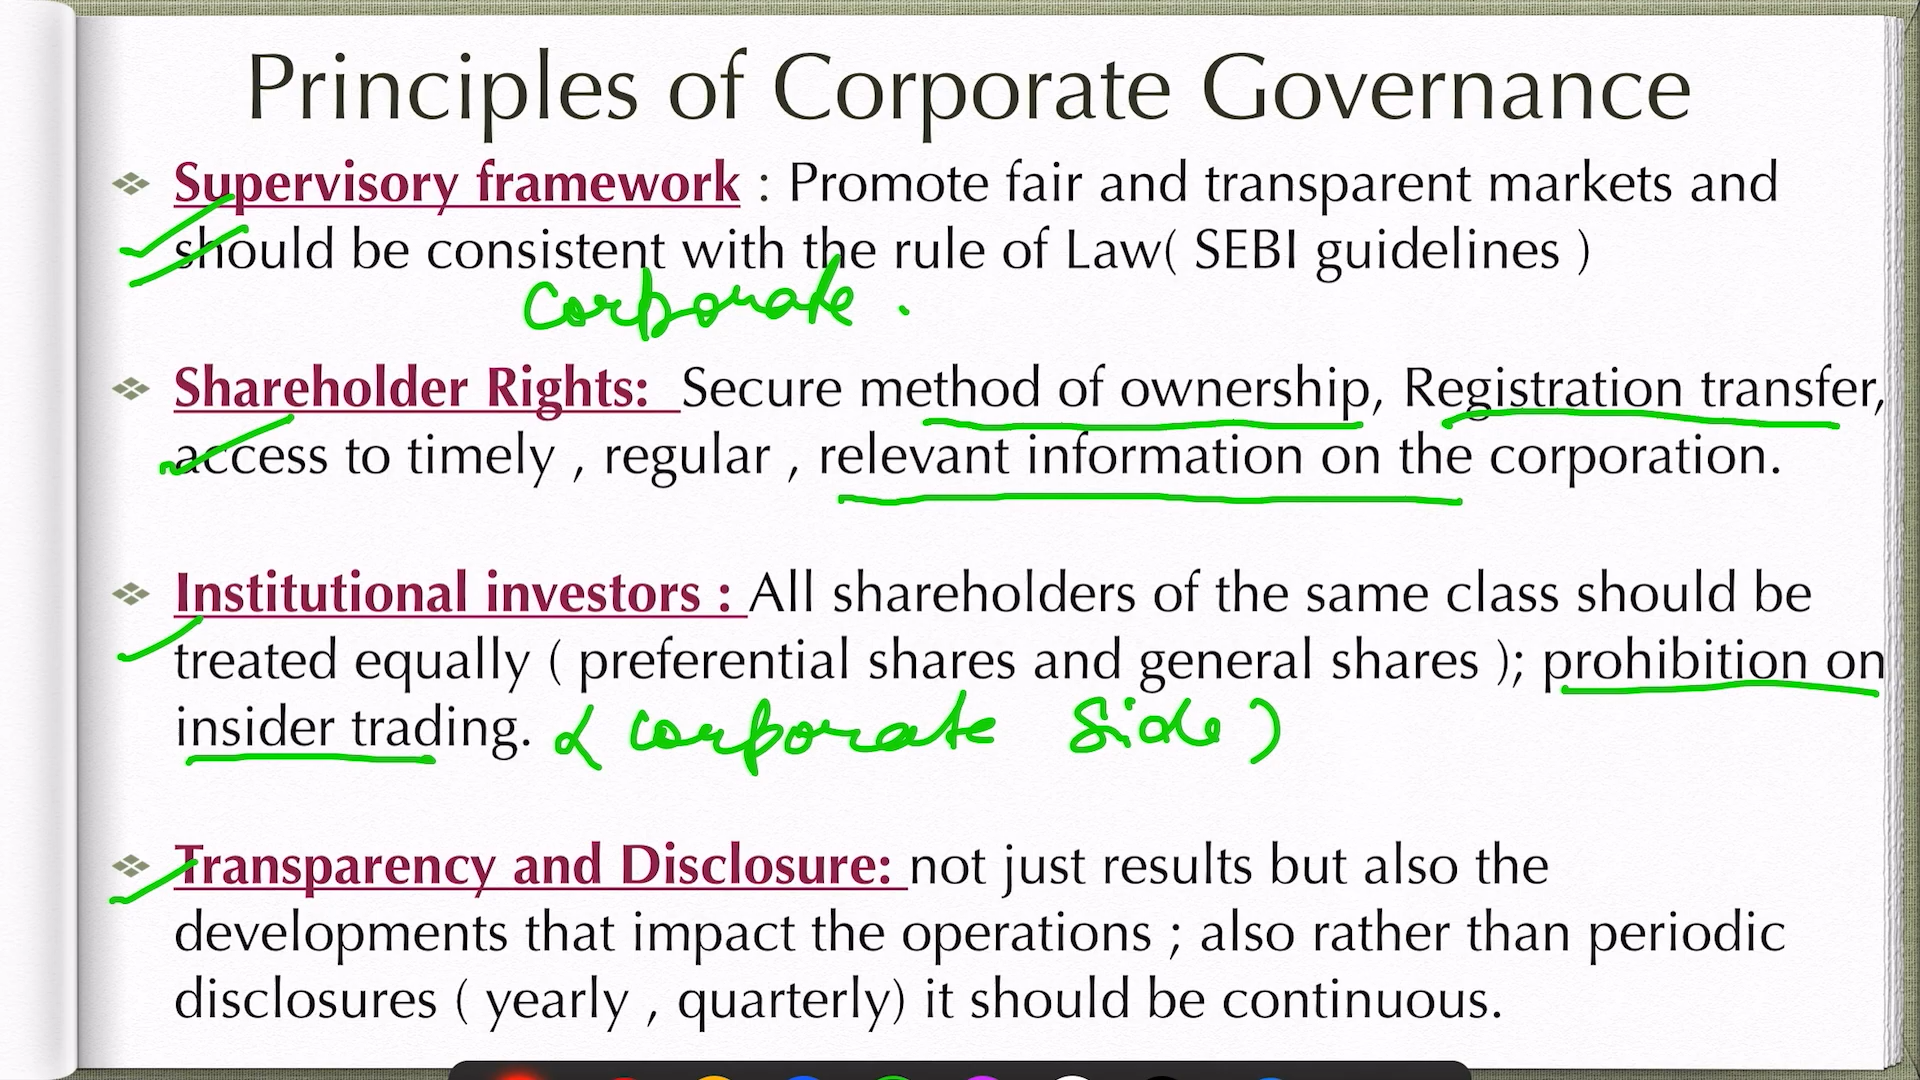 Principles of Corporate Governance
Supervisory framework : Promote fair and transparent markets and
should be consistent with the rule of Law( SEBI guidelines )
corporate .
Shareholder Rights: Secure method of ownership, Registration transfer,
access to timely , regular , relevant information on the corporation.
Institutional investors : All shareholders of the same class should be
treated equally ( preferential shares and general shares ); prohibition on
insider trading. ( corporate Side )
Transparency and Disclosure: not just results but also the
developments that impact the operations ; also rather than periodic
disclosures ( yearly , quarterly) it should be continuous.